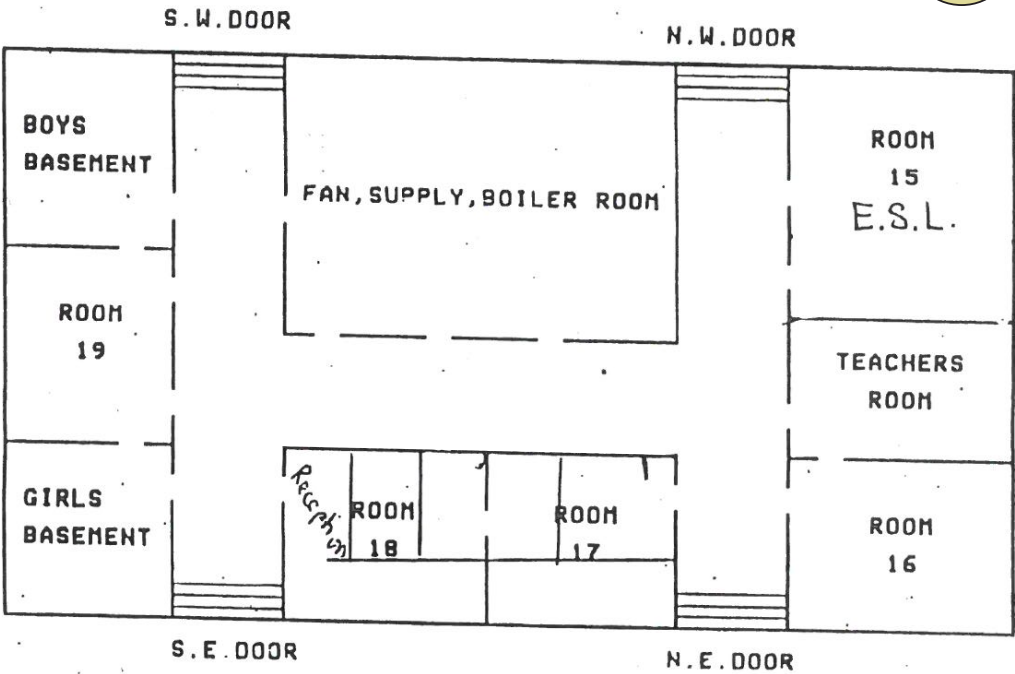 S.W.DOOR
N.W.DOOR
BOYS
BASEMENT
FAN,SUPPLY,BOILER ROOM
ROOM
15
E.S.L.
ROOM
19
TEACHERS
ROOM
GIRLS
BASEMENT
Reception
ROOM
18
ROOM
17
ROOM
16
S.E.DOOR
N.E.DOOR